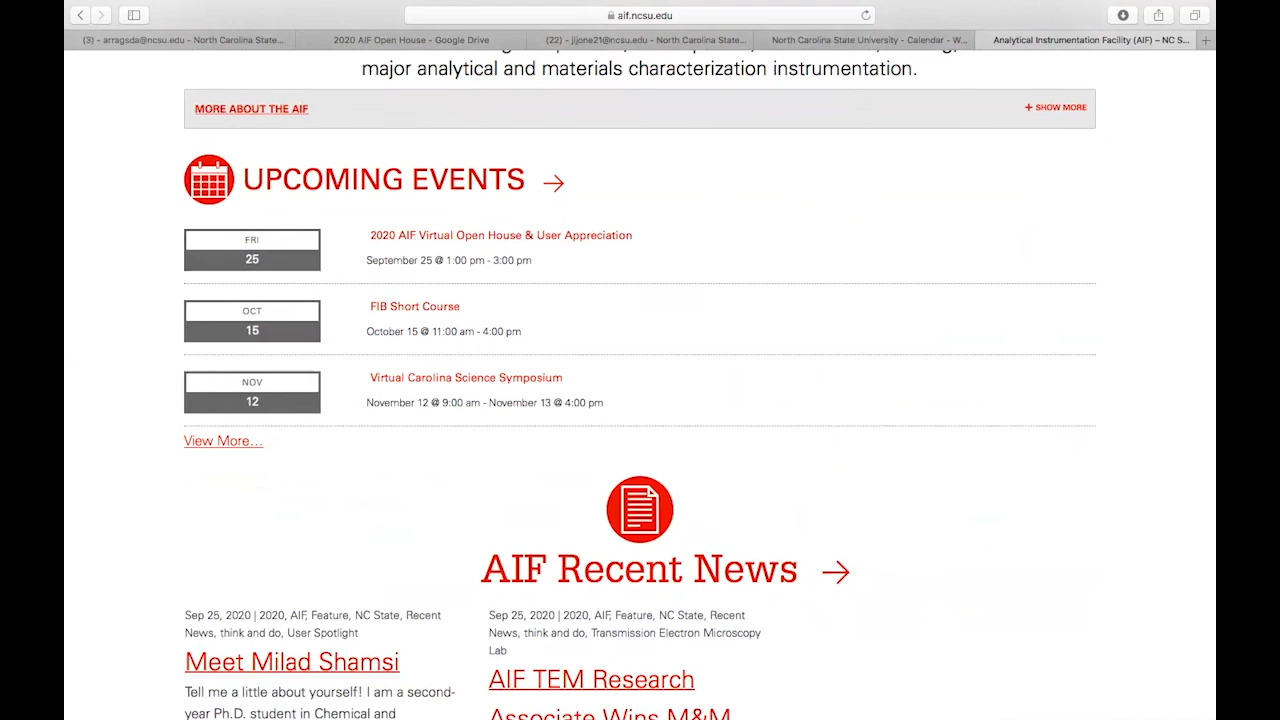 aif.ncsu.edu
(3) - arragsda@ncsu.edu - North Carolina State...
2020 AIF Open House - Google Drive
(22) - jljone21@ncsu.edu - North Carolina State...
North Carolina State University - Calendar - W...
Analytical Instrumentation Facility (AIF) – NC S...
major analytical and materials characterization instrumentation.
MORE ABOUT THE AIF
+ SHOW MORE
UPCOMING EVENTS →
FRI
25
2020 AIF Virtual Open House & User Appreciation
September 25 @ 1:00 pm - 3:00 pm
OCT
15
FIB Short Course
October 15 @ 11:00 am - 4:00 pm
NOV
12
Virtual Carolina Science Symposium
November 12 @ 9:00 am - November 13 @ 4:00 pm
View More...
AIF Recent News →
Sep 25, 2020 | 2020, AIF, Feature, NC State, Recent
News, think and do, User Spotlight
Meet Milad Shamsi
Tell me a little about yourself! I am a second-
year Ph.D. student in Chemical and
Sep 25, 2020 | 2020, AIF, Feature, NC State, Recent
News, think and do, Transmission Electron Microscopy
Lab
AIF TEM Research
Associate Wins M&M